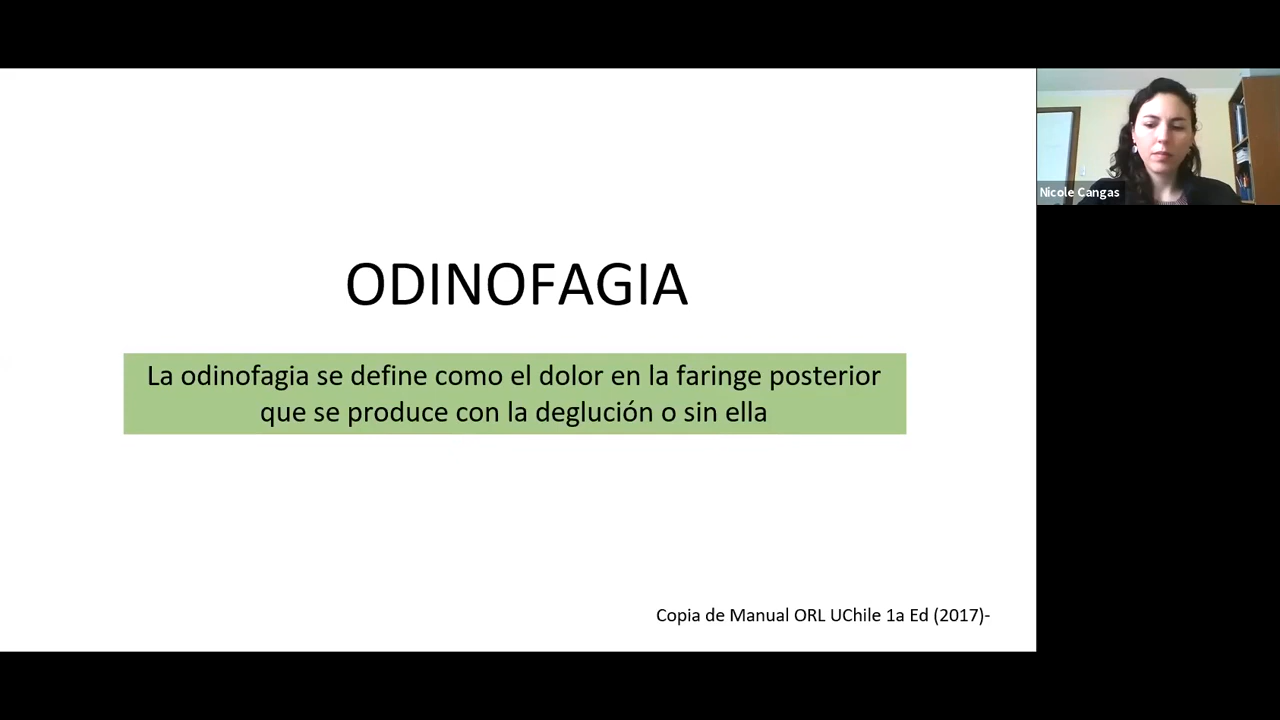 Nicole Cangas
ODINOFAGIA
La odinofagia se define como el dolor en la faringe posterior
que se produce con la deglución o sin ella
Copia de Manual ORL UChile 1a Ed (2017)-